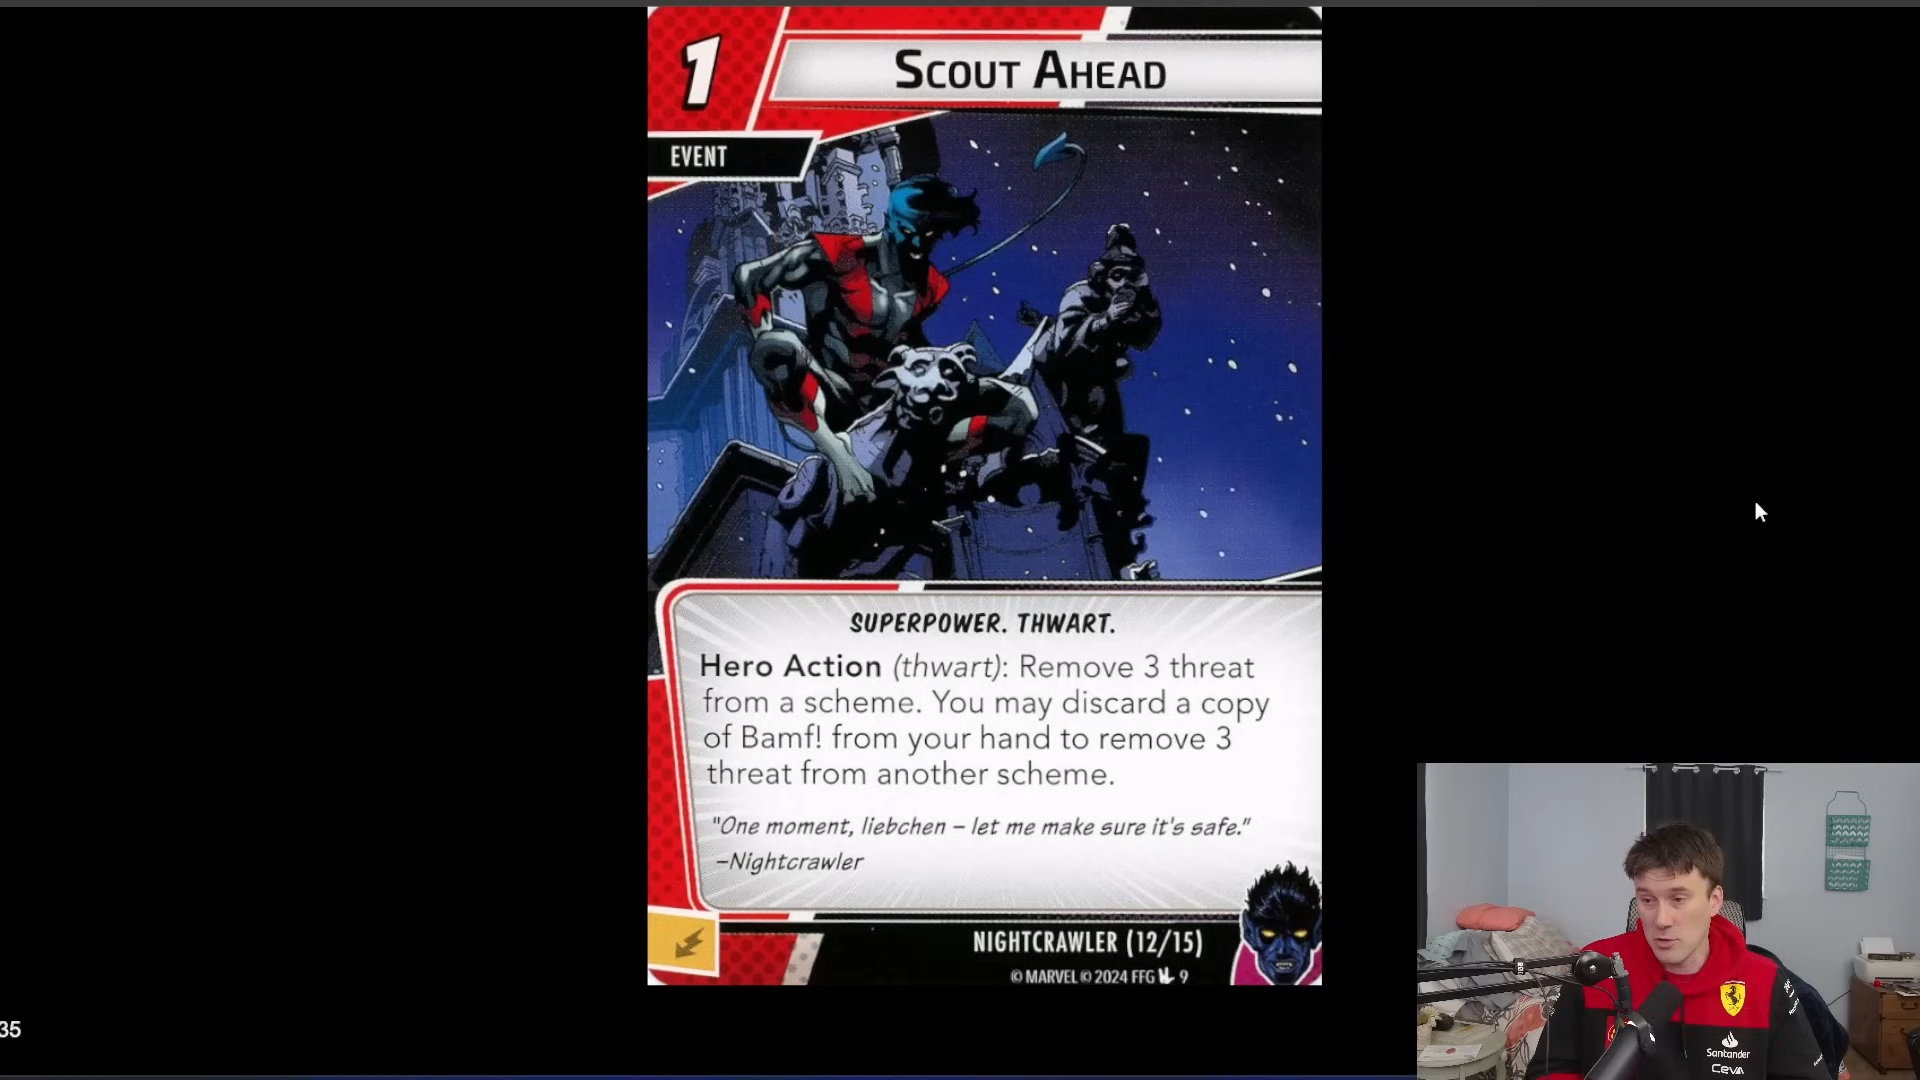 1
SCOUT AHEAD
EVENT
SUPERPOWER. THWART.
Hero Action (thwart): Remove 3 threat
from a scheme. You may discard a copy
of Bamf! from your hand to remove 3
threat from another scheme.
"One moment, liebchen – let me make sure it's safe."
–Nightcrawler
NIGHTCRAWLER (12/15)
© MARVEL © 2024 FFG 9
35
Santander
CEVA